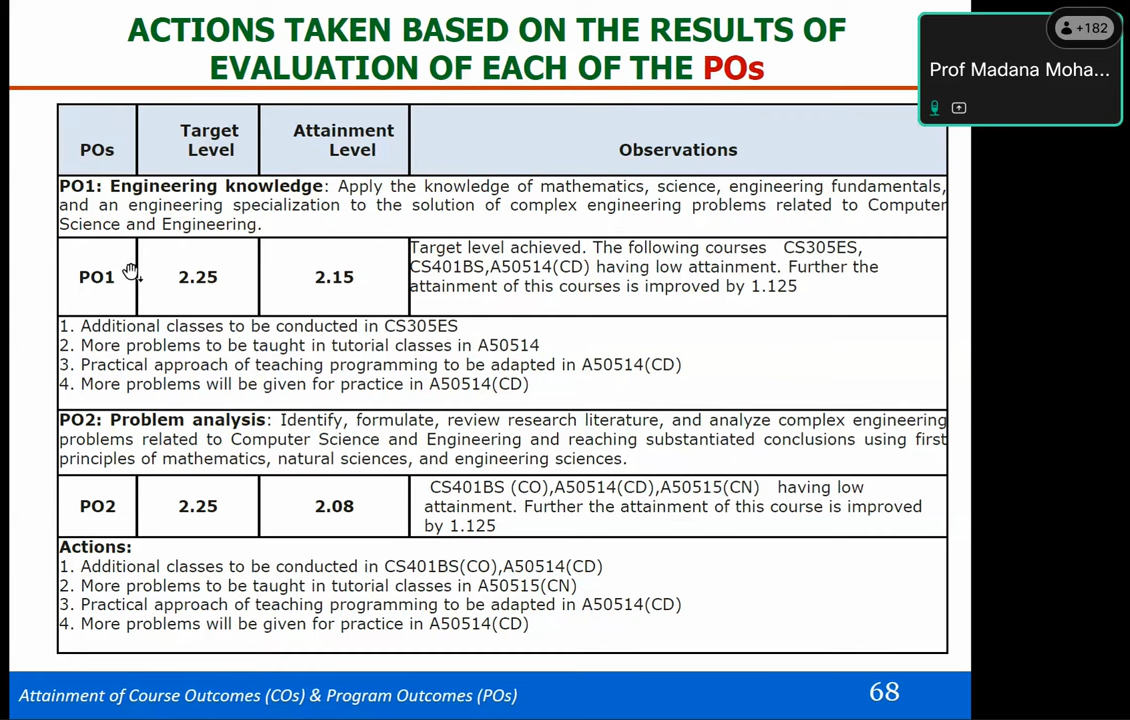 ACTIONS TAKEN BASED ON THE RESULTS OF
EVALUATION OF EACH OF THE POs
+182
Prof Madana Moha...
POs
Target
Level
Attainment
Level
Observations
PO1: Engineering knowledge: Apply the knowledge of mathematics, science, engineering fundamentals,
and an engineering specialization to the solution of complex engineering problems related to Computer
Science and Engineering.
PO1
2.25
2.15
Target level achieved. The following courses CS305ES,
CS401BS,A50514(CD) having low attainment. Further the
attainment of this courses is improved by 1.125
1. Additional classes to be conducted in CS305ES
2. More problems to be taught in tutorial classes in A50514
3. Practical approach of teaching programming to be adapted in A50514(CD)
4. More problems will be given for practice in A50514(CD)
PO2: Problem analysis: Identify, formulate, review research literature, and analyze complex engineering
problems related to Computer Science and Engineering and reaching substantiated conclusions using first
principles of mathematics, natural sciences, and engineering sciences.
PO2
2.25
2.08
CS401BS (CO),A50514(CD),A50515(CN) having low
attainment. Further the attainment of this course is improved
by 1.125
Actions:
1. Additional classes to be conducted in CS401BS(CO),A50514(CD)
2. More problems to be taught in tutorial classes in A50515(CN)
3. Practical approach of teaching programming to be adapted in A50514(CD)
4. More problems will be given for practice in A50514(CD)
Attainment of Course Outcomes (COs) & Program Outcomes (POs)
68